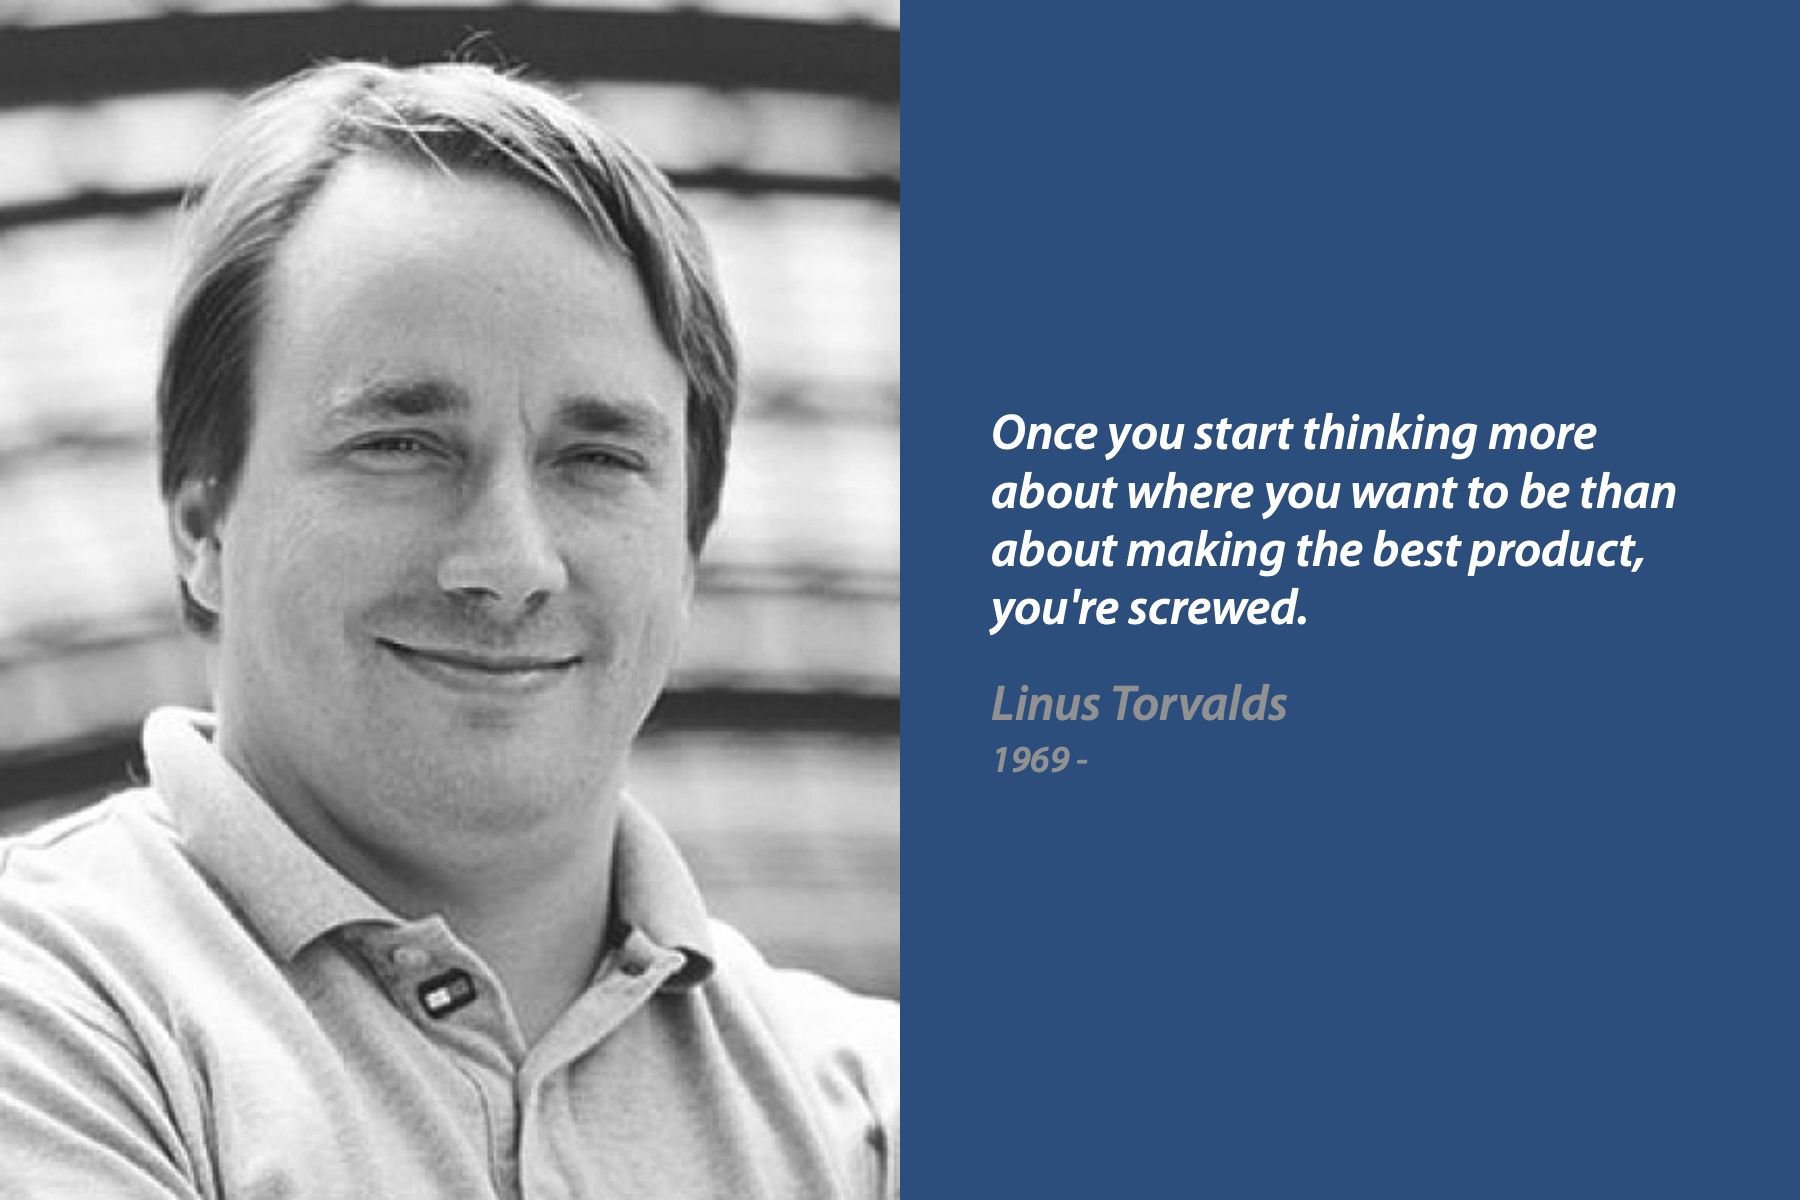 Once you start thinking more
about where you want to be than
about making the best product,
you're screwed.
Linus Torvalds
1969 -